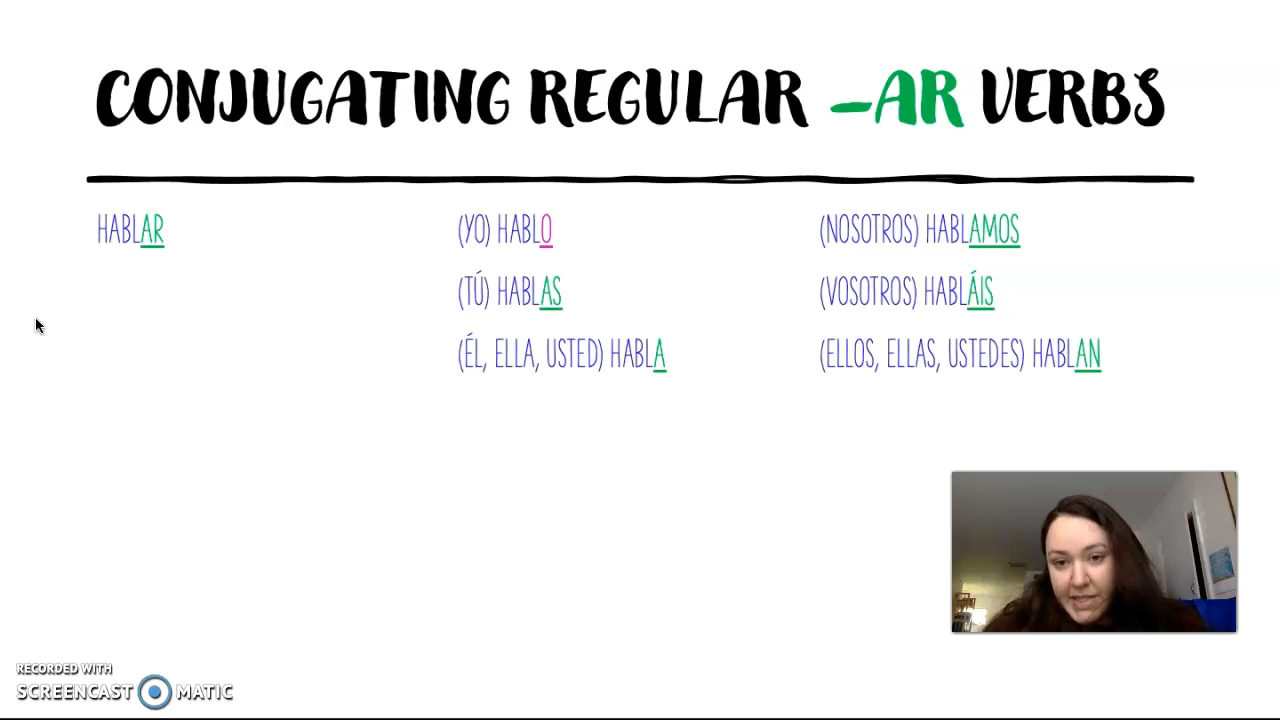 CONJUGATING REGULAR -AR VERBS
HABLAR
(YO) HABLO
(TÚ) HABLAS
(ÉL, ELLA, USTED) HABLA
(NOSOTROS) HABLAMOS
(VOSOTROS) HABLÁIS
(ELLOS, ELLAS, USTEDES) HABLAN
RECORDED WITH
SCREENCAST MATIC